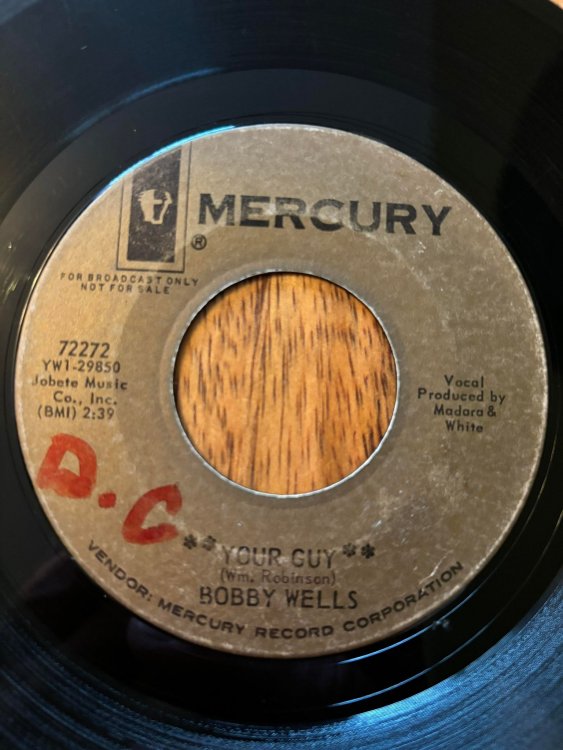 MERCURY
®
FOR BROADCAST ONLY
NOT FOR SALE
72272
YW1-29850
Jobete Music
Co., Inc.
(BMI) 2:39
Vocal
Produced by
Madara &
White
D.C
**YOUR GUY**
(Wm. Robinson)
BOBBY WELLS
VENDOR: MERCURY RECORD CORPORATION